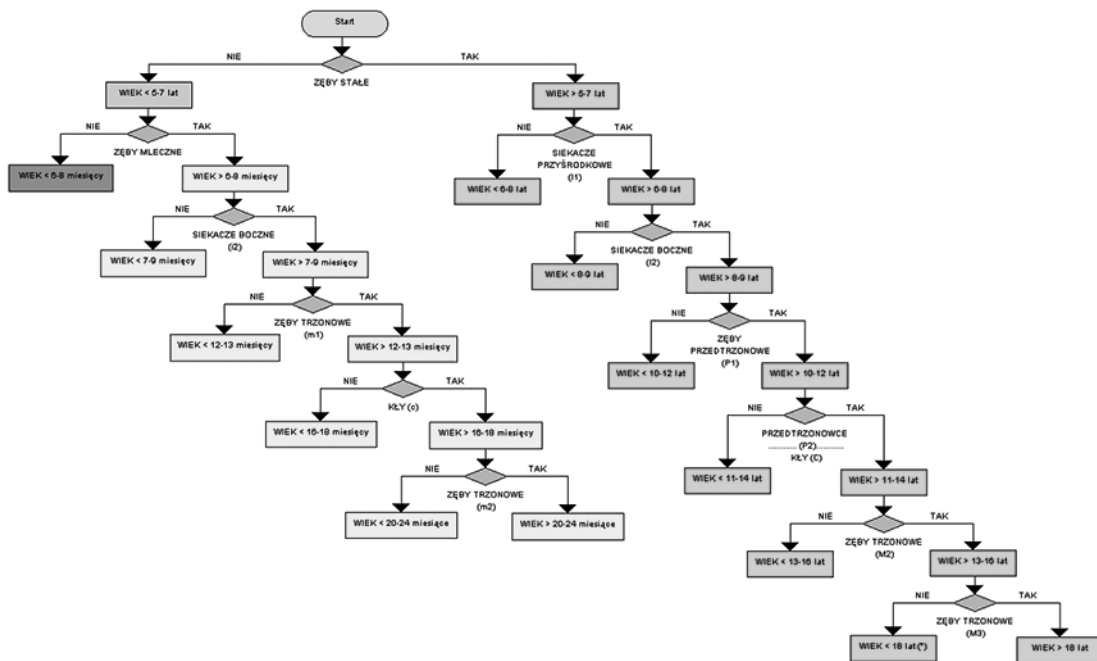 Start
NIE
TAK
ZĘBY STAŁE
WIEK < 6-7 lat
WIEK > 6-7 lat
NIE
TAK
NIE
TAK
ZĘBY MLECZNE
SIEKACZE
PRZYŚRODKOWE
(I1)
WIEK < 6-8 miesięcy
WIEK > 6-8 miesięcy
WIEK < 6-8 lat
WIEK > 6-8 lat
NIE
TAK
NIE
TAK
SIEKACZE BOCZNE
(i2)
SIEKACZE BOCZNE
(I2)
WIEK < 7-9 miesięcy
WIEK > 7-9 miesięcy
WIEK < 8-9 lat
WIEK > 8-9 lat
NIE
TAK
NIE
TAK
ZĘBY TRZONOWE
(m1)
ZĘBY
PRZEDTRZONOWE
(P1)
WIEK < 12-13 miesięcy
WIEK > 12-13 miesięcy
WIEK < 10-12 lat
WIEK > 10-12 lat
NIE
TAK
NIE
TAK
KŁY (c)
PRZEDTRZONOWCE
(P2)
KŁY (C)
WIEK < 16-18 miesięcy
WIEK > 16-18 miesięcy
WIEK < 11-14 lat
WIEK > 11-14 lat
NIE
TAK
NIE
TAK
ZĘBY TRZONOWE
(m2)
ZĘBY TRZONOWE
(M2)
WIEK < 20-24 miesiące
WIEK > 20-24 miesiące
WIEK < 13-16 lat
WIEK > 13-16 lat
NIE
TAK
ZĘBY TRZONOWE
(M3)
WIEK < 18 lat (*)
WIEK > 18 lat